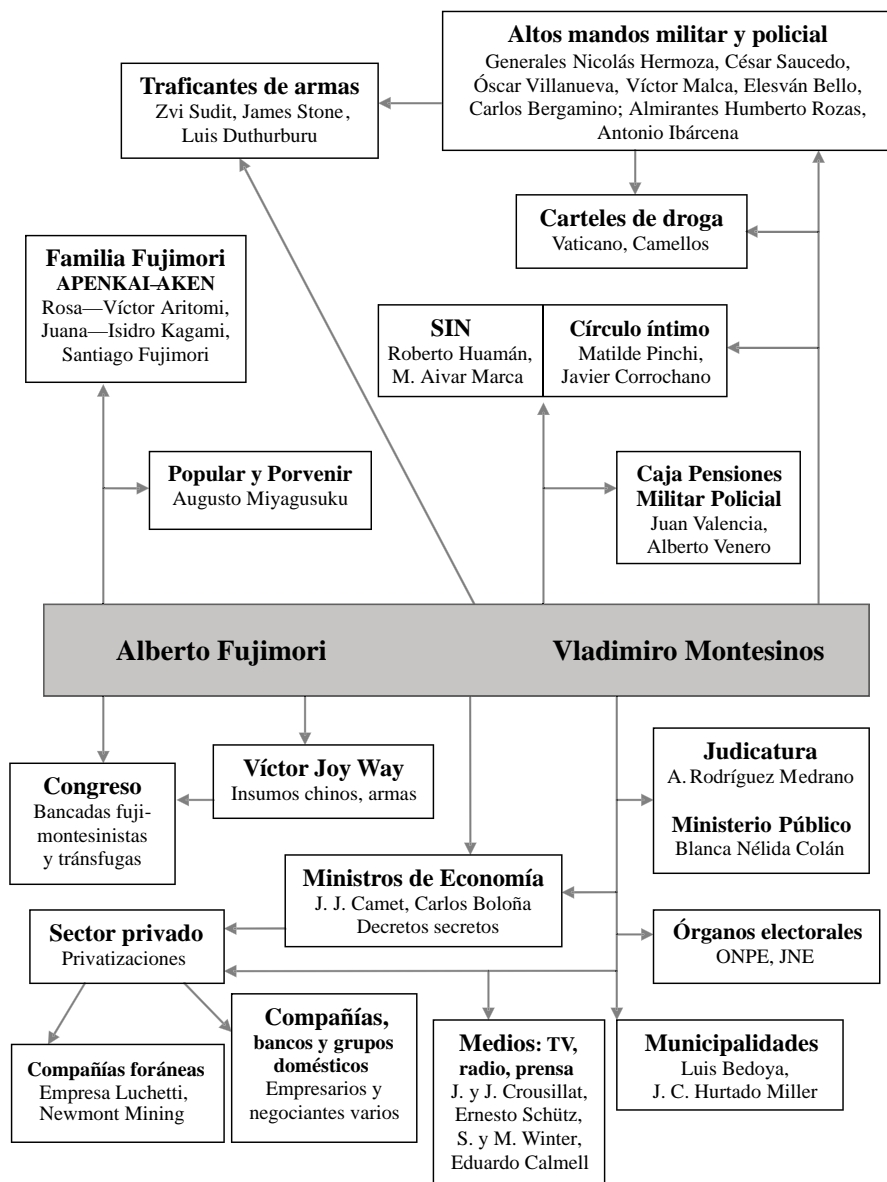 Altos mandos militar y policial
Generales Nicolás Hermoza, César Saucedo,
Óscar Villanueva, Víctor Malca, Elesván Bello,
Carlos Bergamino; Almirantes Humberto Rozas,
Antonio Ibárcena
Traficantes de armas
Zvi Sudit, James Stone,
Luis Duthurburu
Carteles de droga
Vaticano, Camellos
Familia Fujimori
APENKAI-AKEN
Rosa—Víctor Aritomi,
Juana—Isidro Kagami,
Santiago Fujimori
SIN
Roberto Huamán,
M. Aivar Marca
Círculo íntimo
Matilde Pinchi,
Javier Corrochano
Popular y Porvenir
Augusto Miyagusuku
Caja Pensiones
Militar Policial
Juan Valencia,
Alberto Venero
Alberto Fujimori
Vladimiro Montesinos
Congreso
Bancadas fuji-
montesinistas
y tránsfugas
Víctor Joy Way
Insumos chinos, armas
Judicatura
A. Rodríguez Medrano
Ministerio Público
Blanca Nélida Colán
Ministros de Economía
J. J. Camet, Carlos Boloña
Decretos secretos
Sector privado
Privatizaciones
Órganos electorales
ONPE, JNE
Compañías foráneas
Empresa Luchetti,
Newmont Mining
Compañías,
bancos y grupos
domésticos
Empresarios y
negociantes varios
Medios: TV,
radio, prensa
J. y J. Crousillat,
Ernesto Schütz,
S. y M. Winter,
Eduardo Calmell
Municipalidades
Luis Bedoya,
J. C. Hurtado Miller